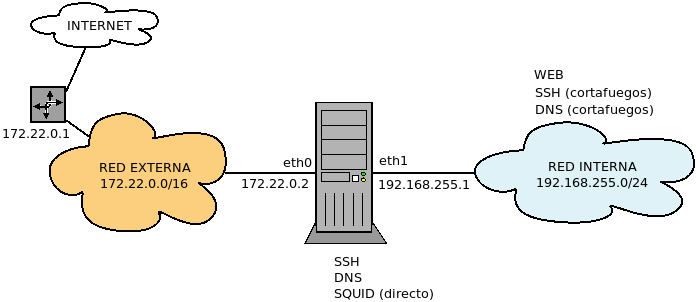 INTERNET
172.22.0.1
RED EXTERNA
172.22.0.0/16
eth0
172.22.0.2
eth1
192.168.255.1
WEB
SSH (cortafuegos)
DNS (cortafuegos)
RED INTERNA
192.168.255.0/24
SSH
DNS
SQUID (directo)